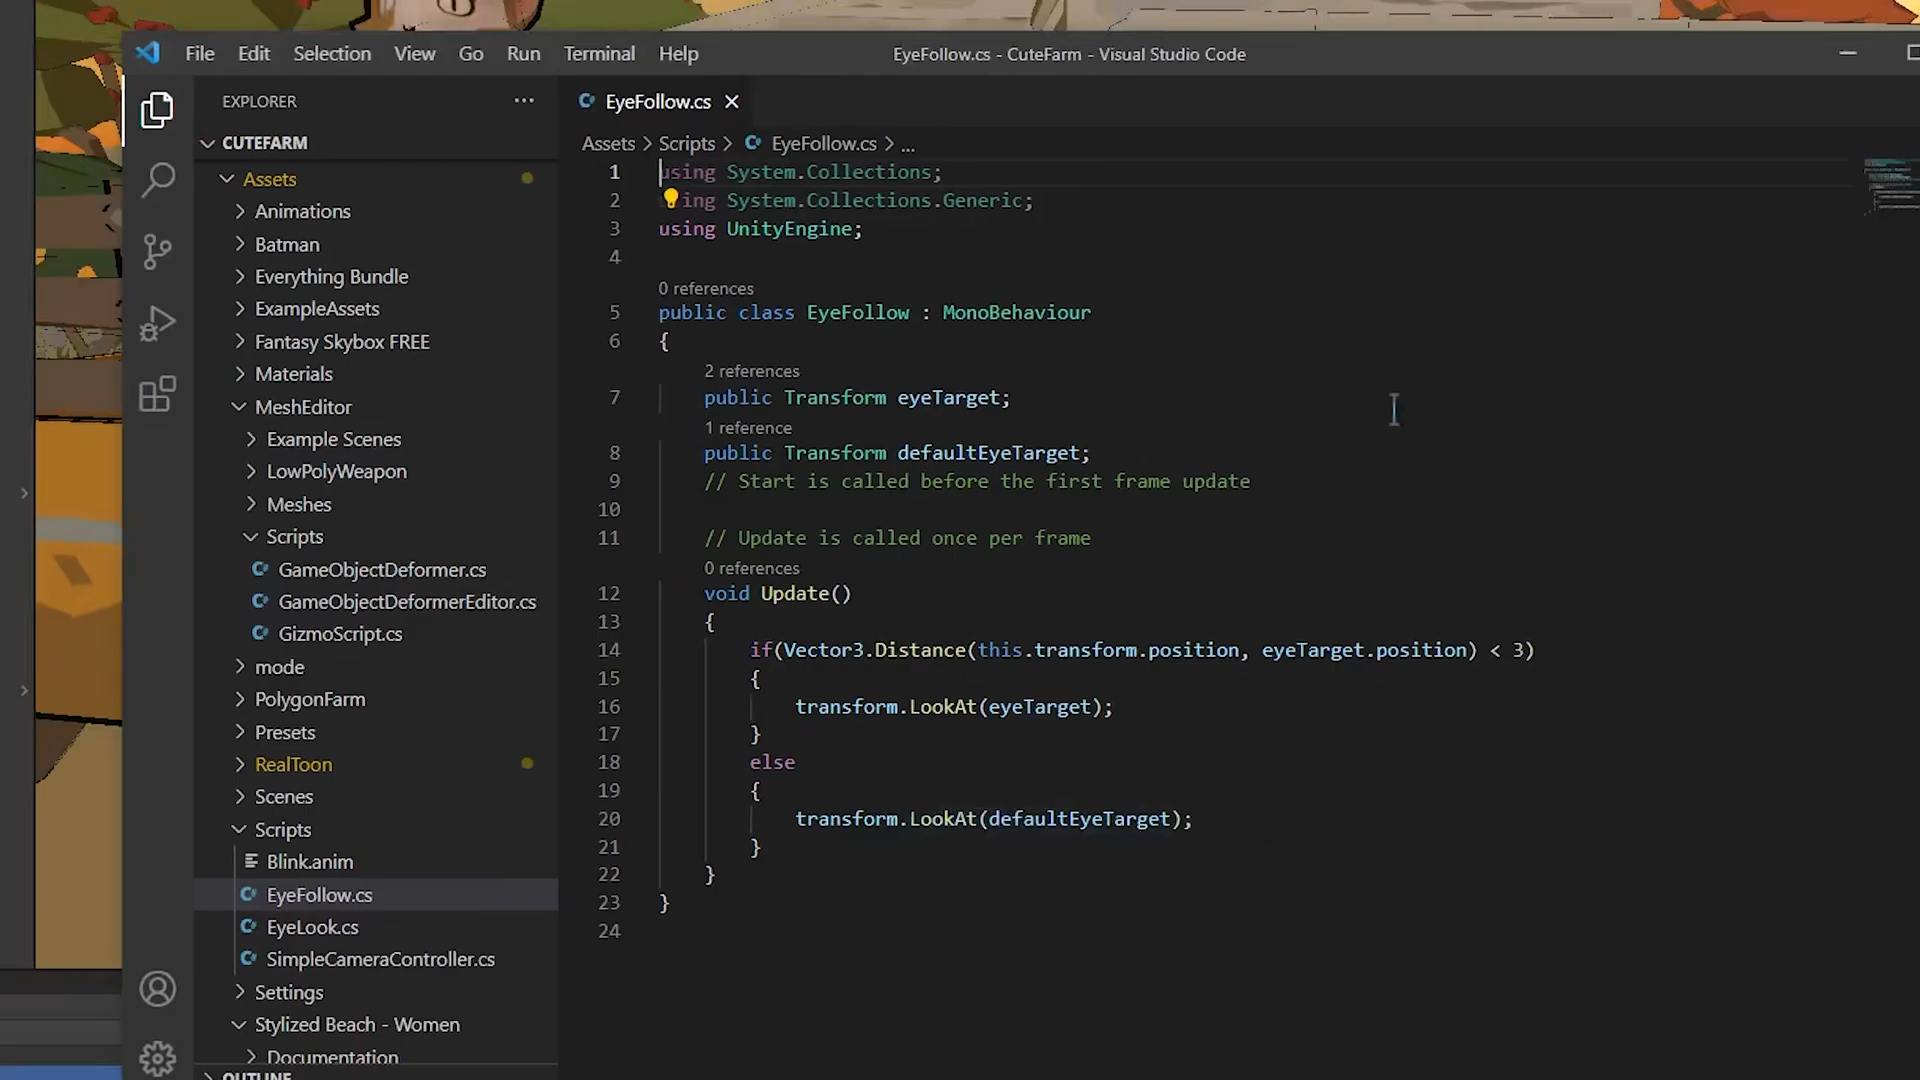 File Edit Selection View Go Run Terminal Help
EyeFollow.cs - CuteFarm - Visual Studio Code
EXPLORER
CUTEFARM
Assets
Animations
Batman
Everything Bundle
ExampleAssets
Fantasy Skybox FREE
Materials
MeshEditor
Example Scenes
LowPolyWeapon
Meshes
Scripts
GameObjectDeformer.cs
GameObjectDeformerEditor.cs
GizmoScript.cs
mode
PolygonFarm
Presets
RealToon
Scenes
Scripts
Blink.anim
EyeFollow.cs
EyeLook.cs
SimpleCameraController.cs
Settings
Stylized Beach - Women
Documentation
OUTLINE
EyeFollow.cs
Assets > Scripts > EyeFollow.cs > ...
1 using System.Collections;
2 using System.Collections.Generic;
3 using UnityEngine;
4
0 references
5 public class EyeFollow : MonoBehaviour
6 {
2 references
7 public Transform eyeTarget;
1 reference
8 public Transform defaultEyeTarget;
9 // Start is called before the first frame update
10
11 // Update is called once per frame
0 references
12 void Update()
13 {
14 if(Vector3.Distance(this.transform.position, eyeTarget.position) < 3)
15 {
16 transform.LookAt(eyeTarget);
17 }
18 else
19 {
20 transform.LookAt(defaultEyeTarget);
21 }
22 }
23 }
24